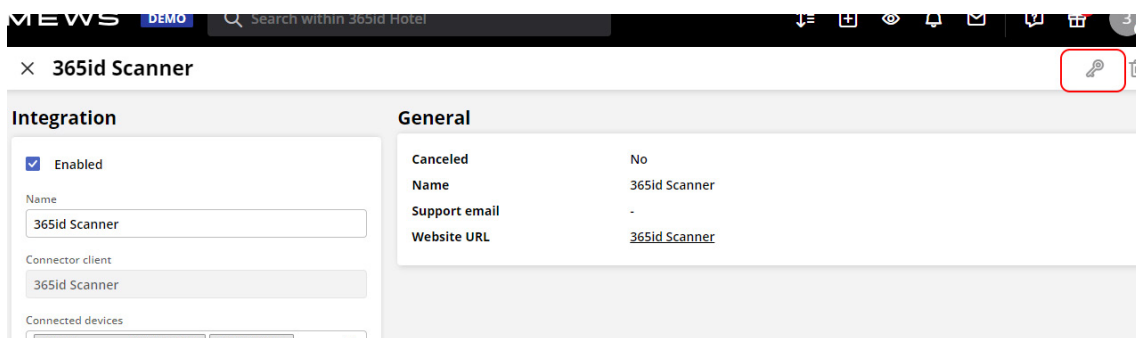 MEWS DEMO Search within 365id Hotel 3
365id Scanner
Integration
Enabled
Name
365id Scanner
Connector client
365id Scanner
Connected devices
General
Canceled No
Name 365id Scanner
Support email -
Website URL 365id Scanner